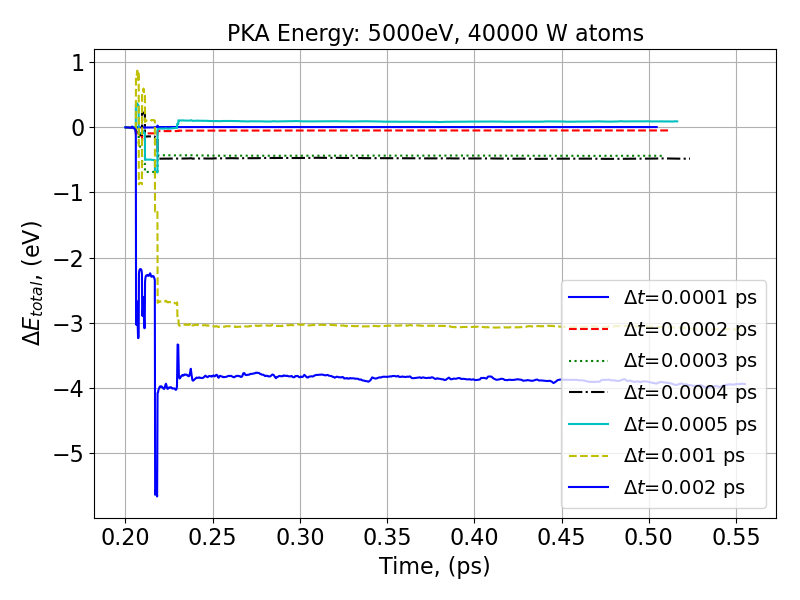 PKA Energy: 5000eV, 40000 W atoms
1
0
−1
−2
−3
−4
−5
ΔE_total, (eV)
Δt=0.0001 ps
Δt=0.0002 ps
Δt=0.0003 ps
Δt=0.0004 ps
Δt=0.0005 ps
Δt=0.001 ps
Δt=0.002 ps
0.20 0.25 0.30 0.35 0.40 0.45 0.50 0.55
Time, (ps)